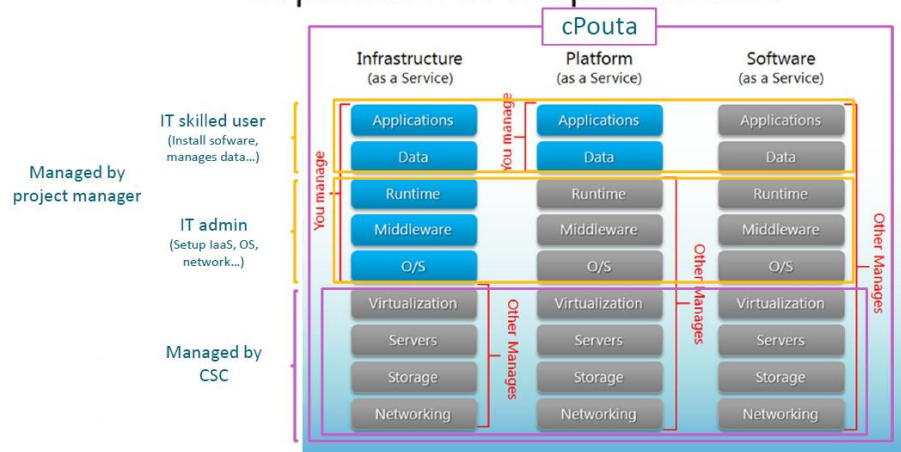 cPouta
Infrastructure
(as a Service)
Platform
(as a Service)
Software
(as a Service)
IT skilled user
(Install sofware,
manages data...)
Managed by
project manager
IT admin
(Setup IaaS, OS,
network...)
Managed by
CSC
You manage
Applications
Data
Runtime
Middleware
O/S
Virtualization
Servers
Storage
Networking
Other Manages
You manage
Applications
Data
Runtime
Middleware
O/S
Virtualization
Servers
Storage
Networking
Other Manages
Applications
Data
Runtime
Middleware
O/S
Virtualization
Servers
Storage
Networking
Other Manages